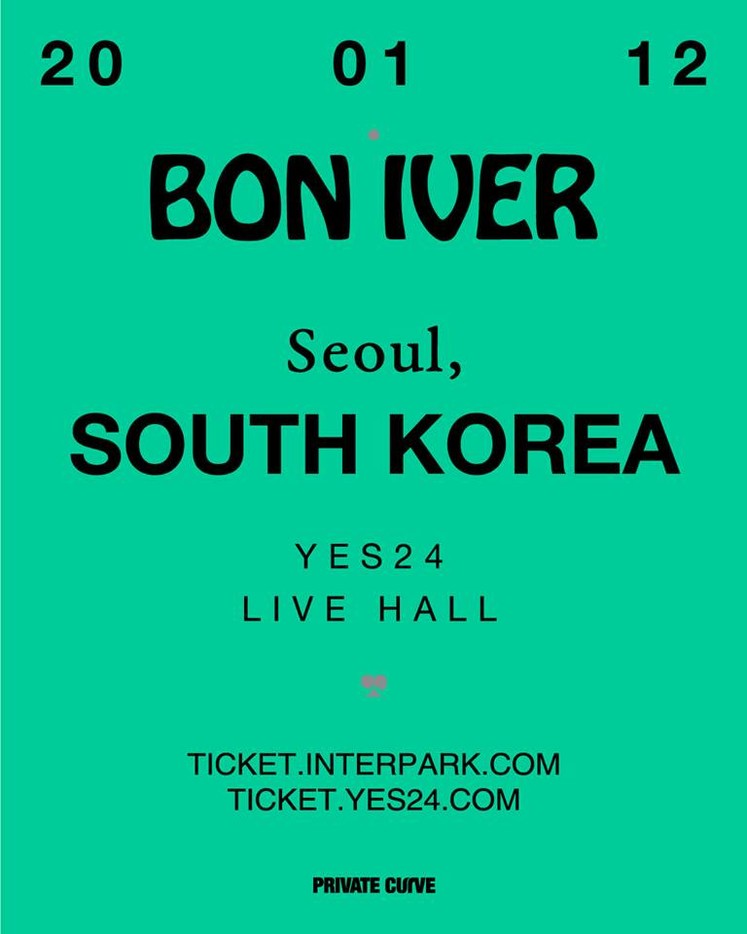 20 01 12
BON IVER
Seoul,
SOUTH KOREA
YES24
LIVE HALL
TICKET.INTERPARK.COM
TICKET.YES24.COM
PRIVATE CURVE